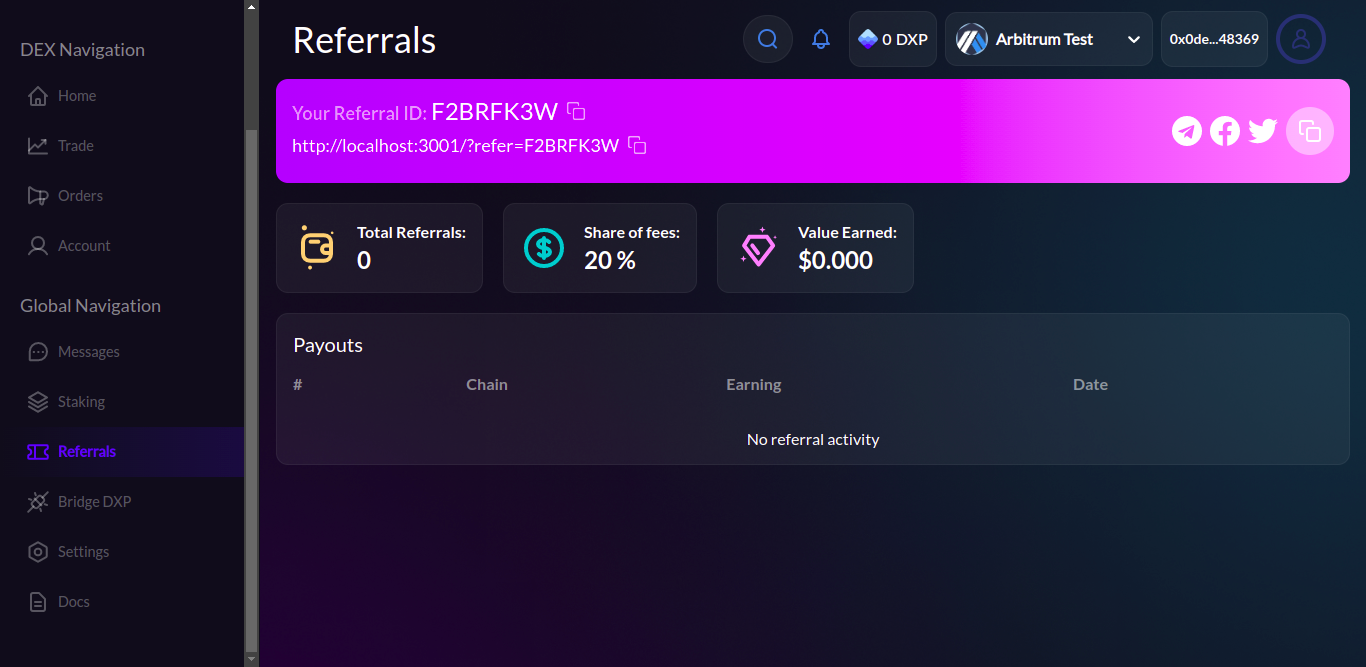 DEX Navigation
Home
Trade
Orders
Account
Global Navigation
Messages
Staking
Referrals
Bridge DXP
Settings
Docs
Referrals
0 DXP
Arbitrum Test
0x0de...48369
Your Referral ID: F2BRFK3W
http://localhost:3001/?refer=F2BRFK3W
Total Referrals:
0
Share of fees:
20 %
Value Earned:
$0.000
Payouts
# Chain Earning Date
No referral activity